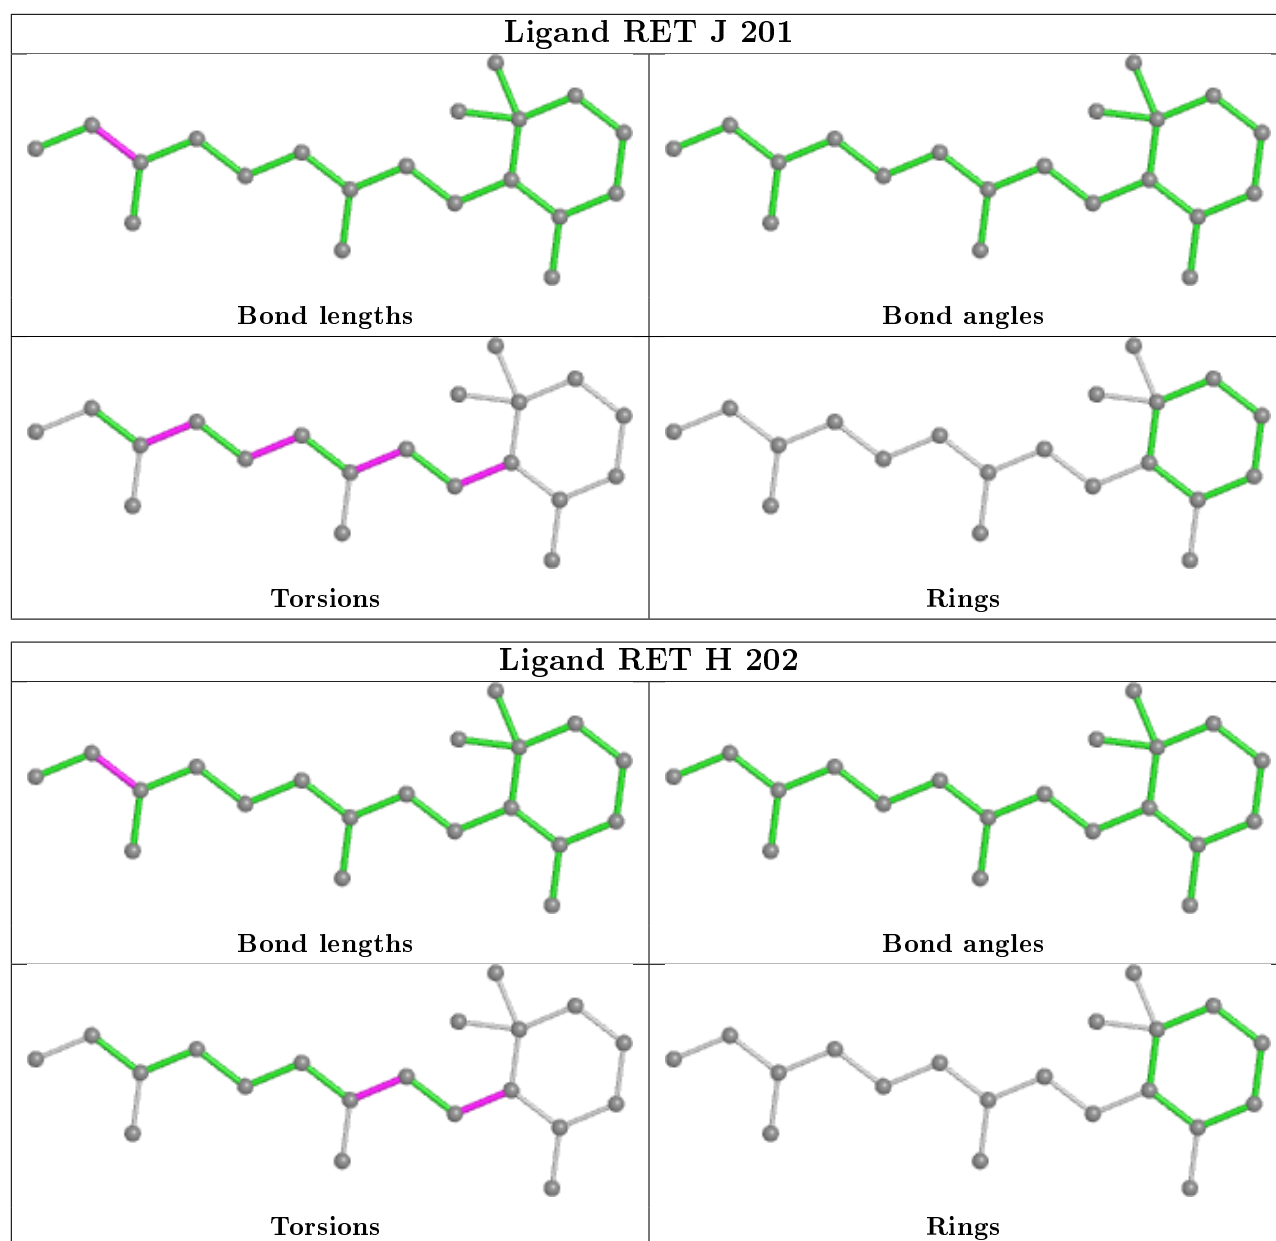 Ligand RET J 201
Bond lengths
Bond angles
Torsions
Rings
Ligand RET H 202
Bond lengths
Bond angles
Torsions
Rings